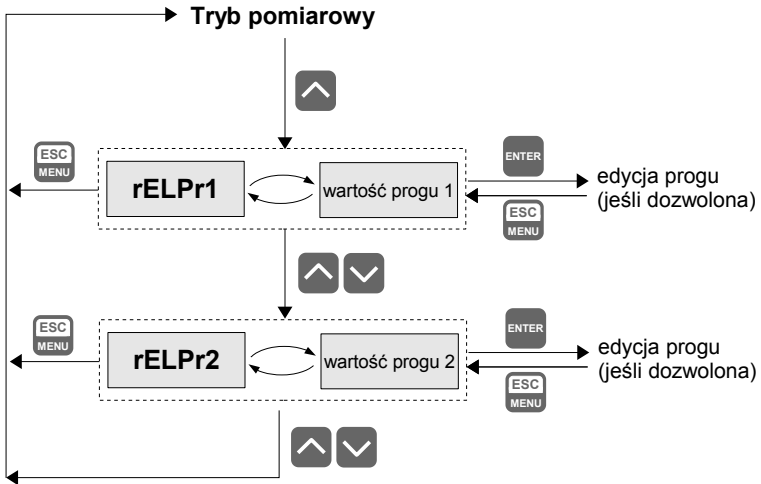 Tryb pomiarowy
ESC
MENU
rELPr1
wartość progu 1
ENTER
edycja progu
(jeśli dozwolona)
ESC
MENU
ESC
MENU
rELPr2
wartość progu 2
ENTER
edycja progu
(jeśli dozwolona)
ESC
MENU